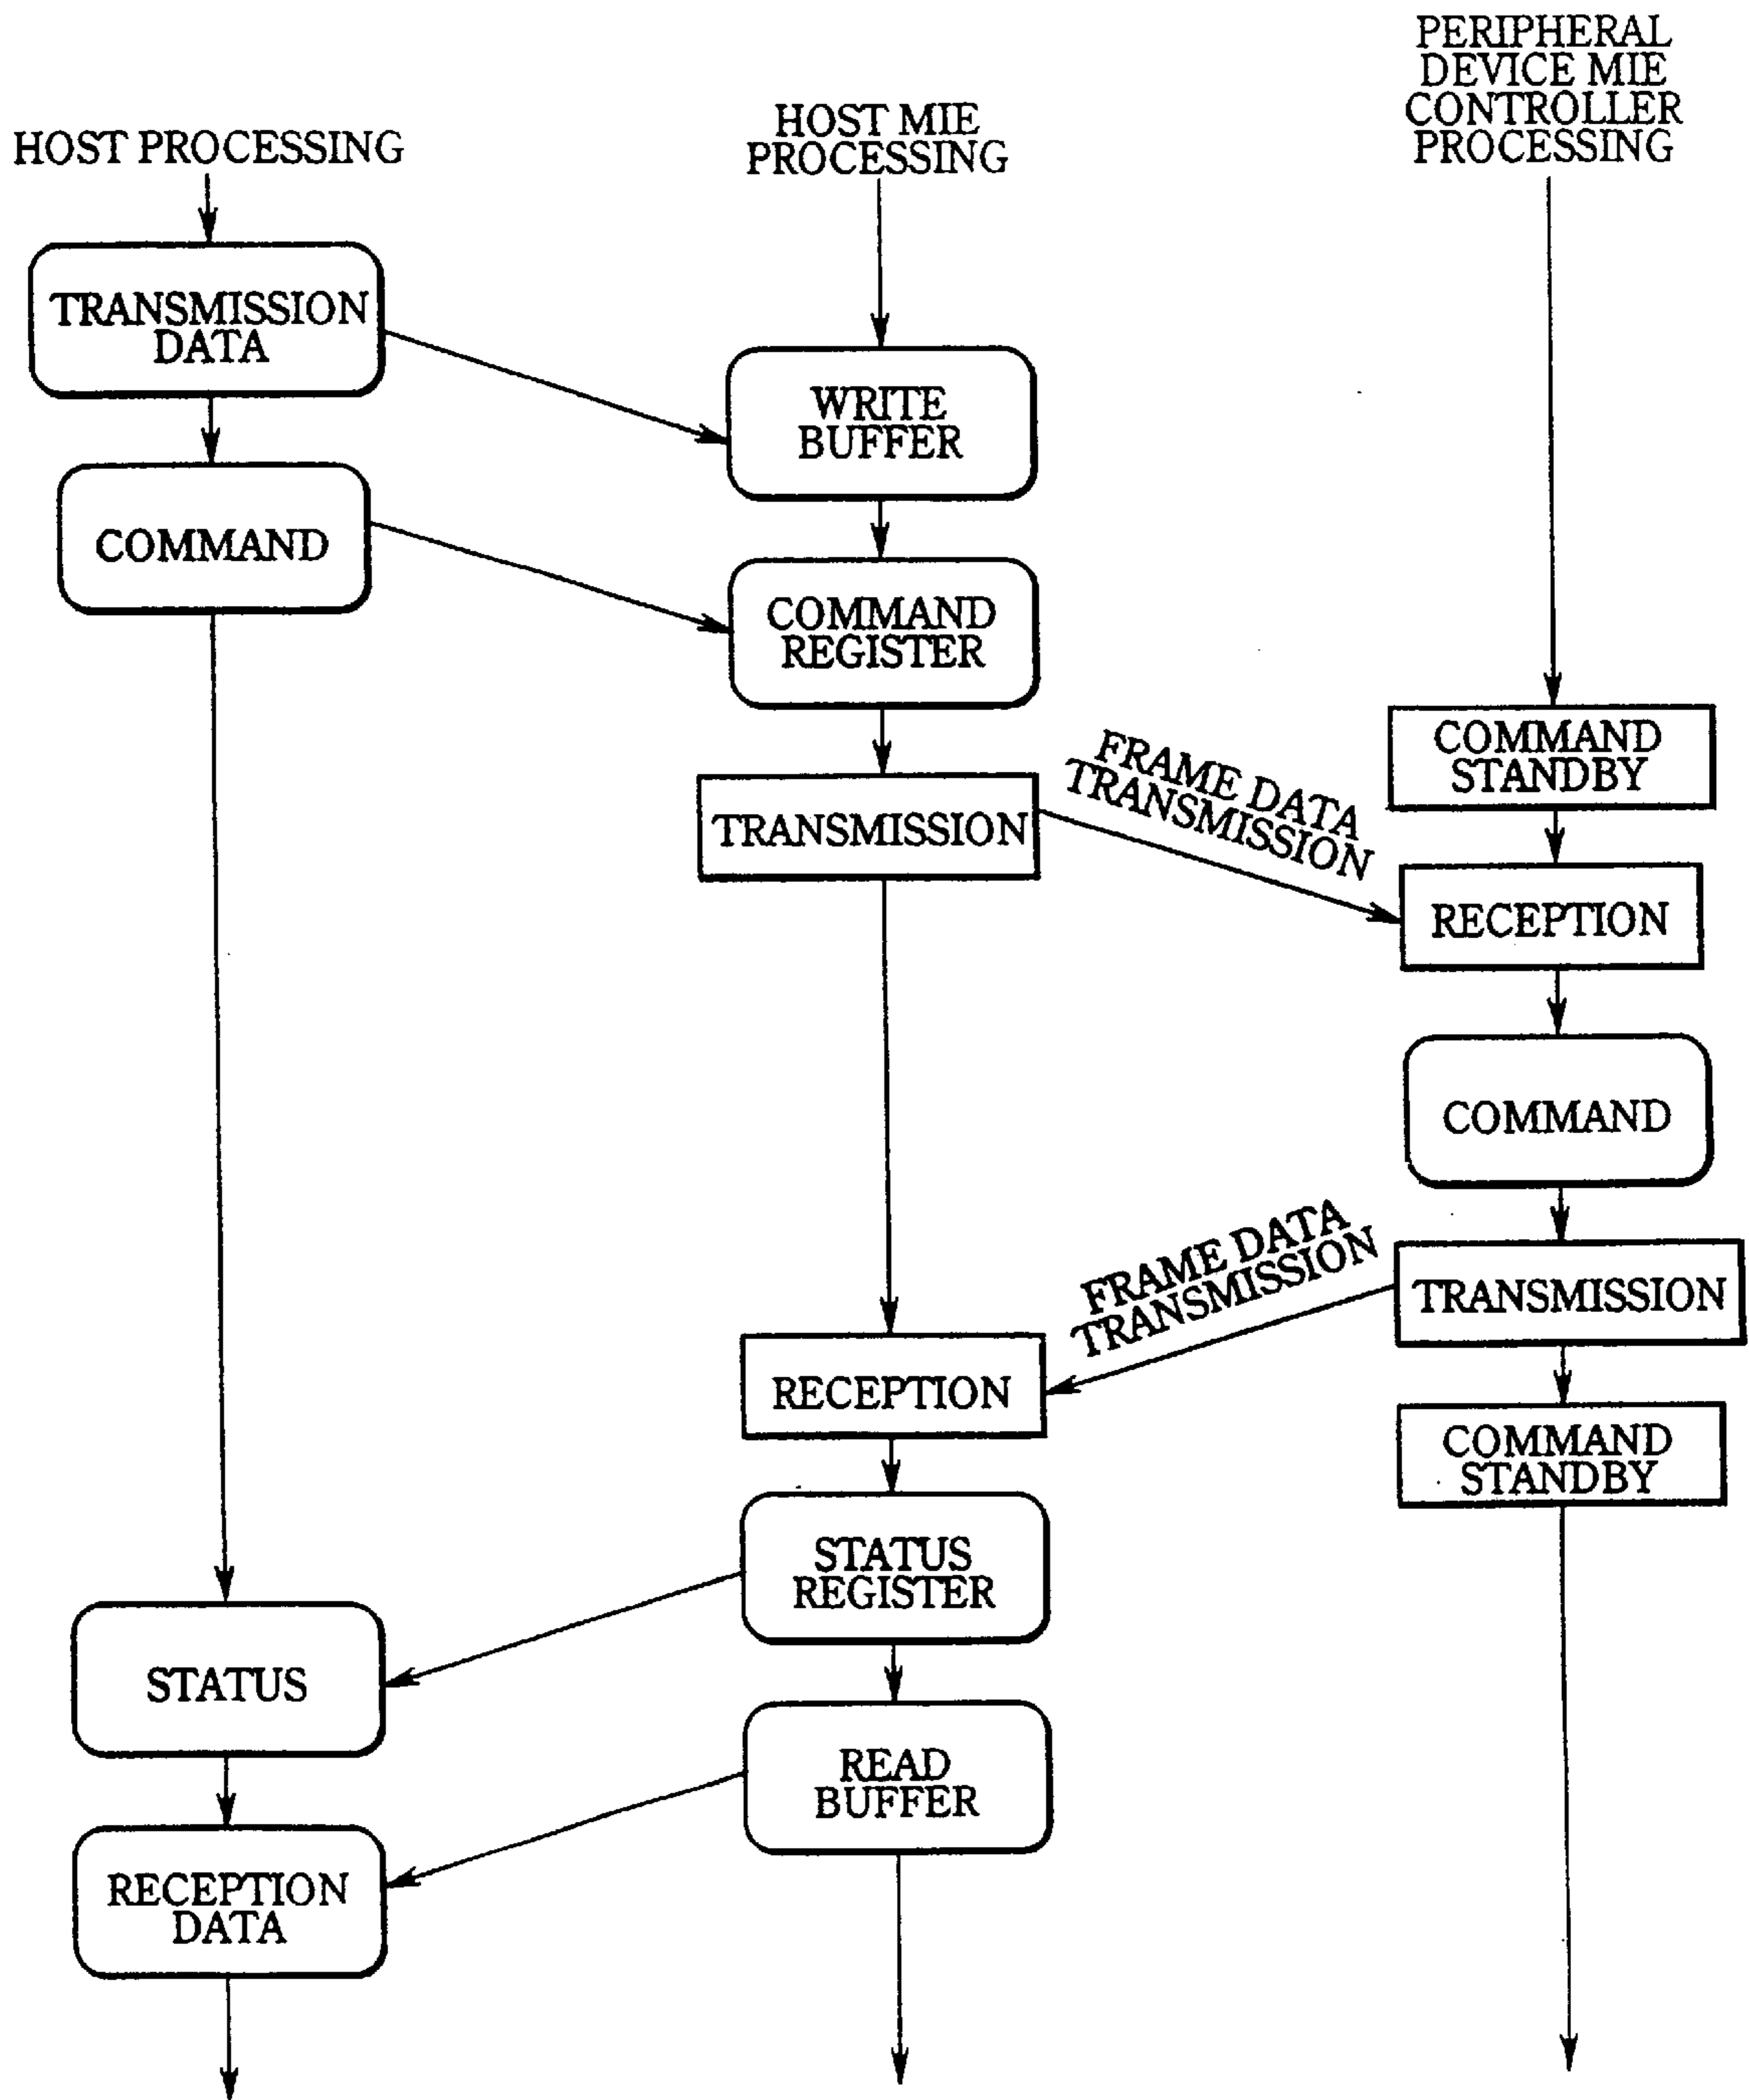 HOST PROCESSING
HOST MIE
PROCESSING
PERIPHERAL
DEVICE MIE
CONTROLLER
PROCESSING
TRANSMISSION
DATA
COMMAND
WRITE
BUFFER
COMMAND
REGISTER
TRANSMISSION
FRAME DATA
TRANSMISSION
COMMAND
STANDBY
RECEPTION
COMMAND
TRANSMISSION
FRAME DATA
TRANSMISSION
COMMAND
STANDBY
RECEPTION
STATUS
REGISTER
READ
BUFFER
STATUS
RECEPTION
DATA